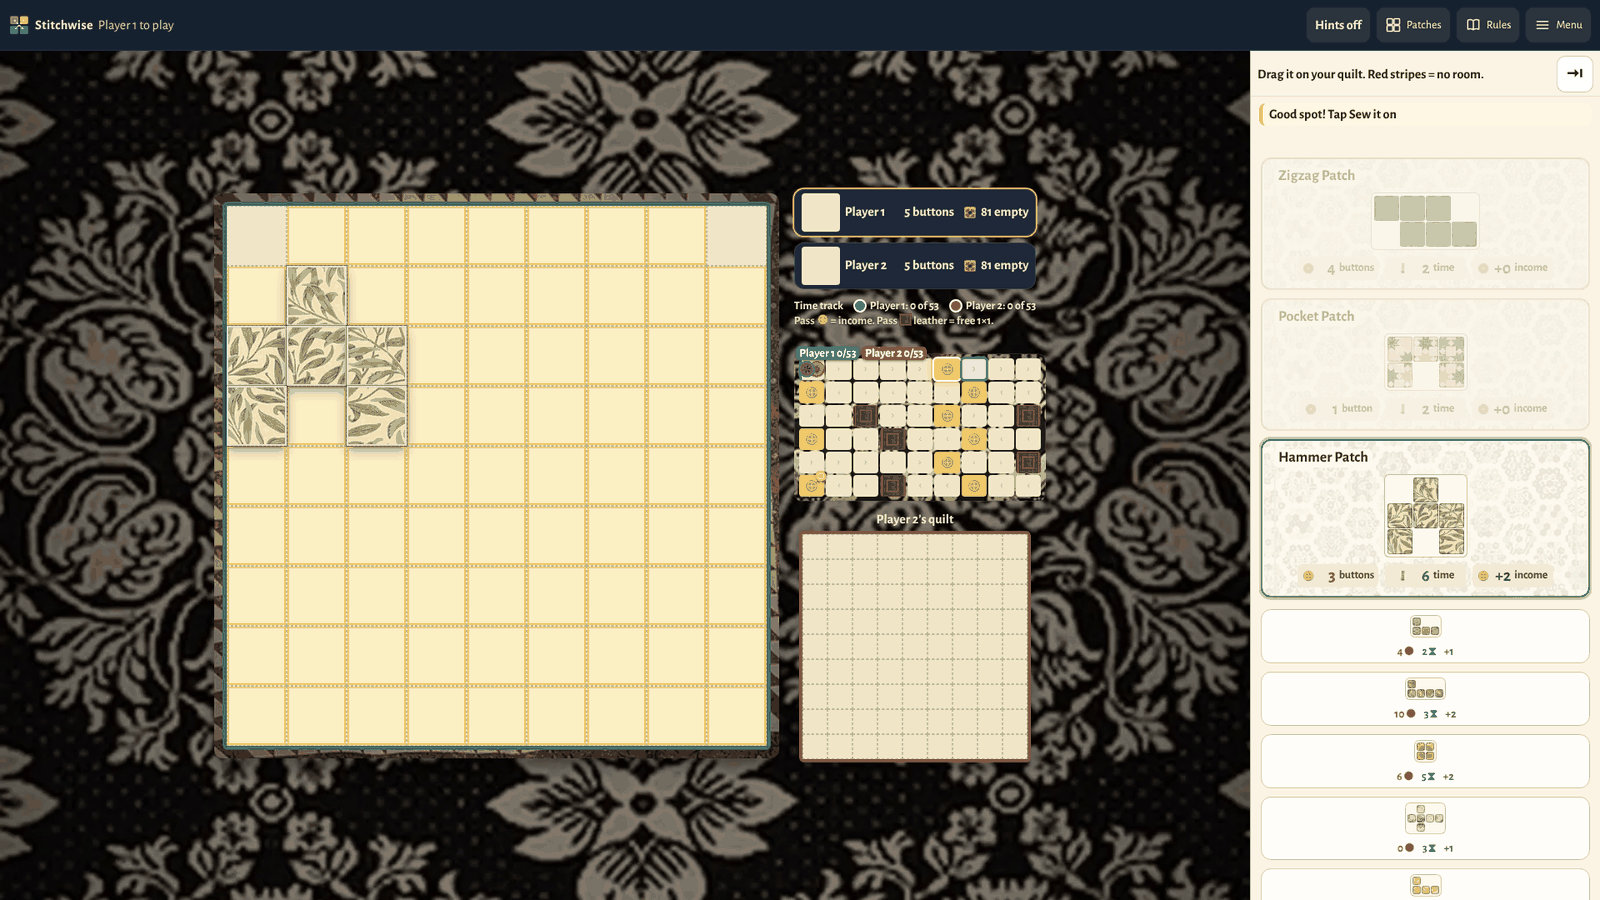 Stitchwise Player 1 to play
Hints off
Patches
Rules
Menu
Drag it on your quilt. Red stripes = no room.
Good spot! Tap Sew it on
Zigzag Patch
4 buttons 2 time +0 income
Pocket Patch
1 button 2 time +0 income
Hammer Patch
3 buttons 6 time +2 income
4 2 +1
10 3 +2
6 5 +2
0 3 +1
Player 1 5 buttons 81 empty
Player 2 5 buttons 81 empty
Time track Player 1: 0 of 53 Player 2: 0 of 53
Pass = income. Pass leather = free 1×1.
Player 1 0/53 Player 2 0/53
Player 2's quilt